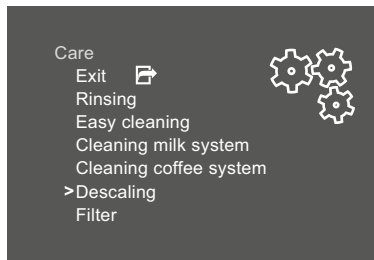 Care
Exit
Rinsing
Easy cleaning
Cleaning milk system
Cleaning coffee system
>Descaling
Filter